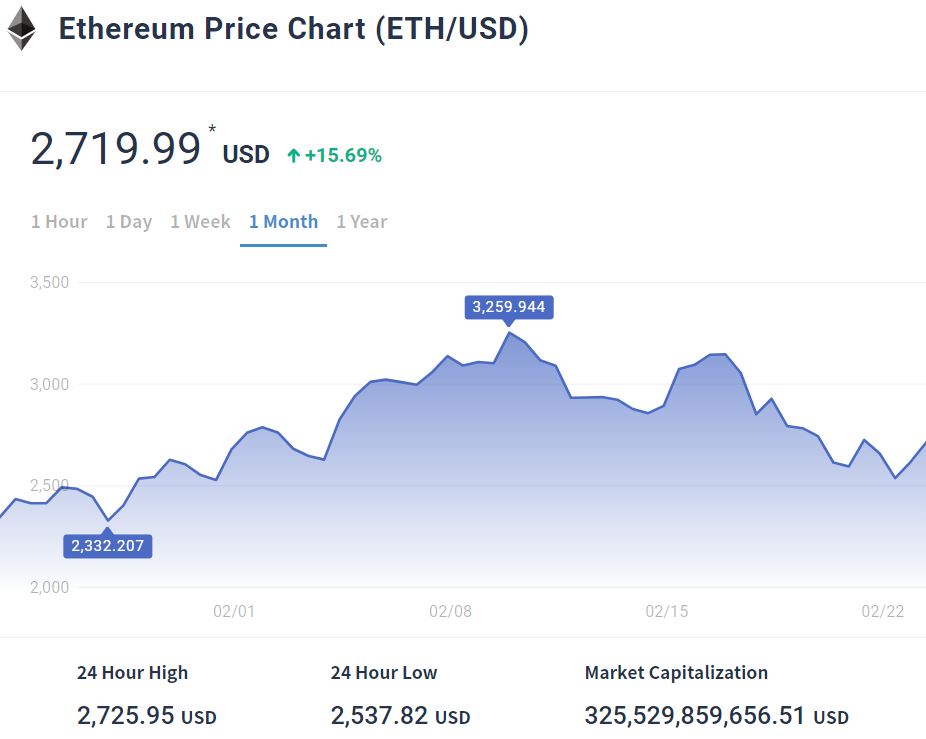 Ethereum Price Chart (ETH/USD)
2,719.99* USD +15.69%
1 Hour 1 Day 1 Week 1 Month 1 Year
3,500
3,259.944
3,000
2,500
2,332.207
2,000
02/01 02/08 02/15 02/22
24 Hour High 24 Hour Low Market Capitalization
2,725.95 USD 2,537.82 USD 325,529,859,656.51 USD